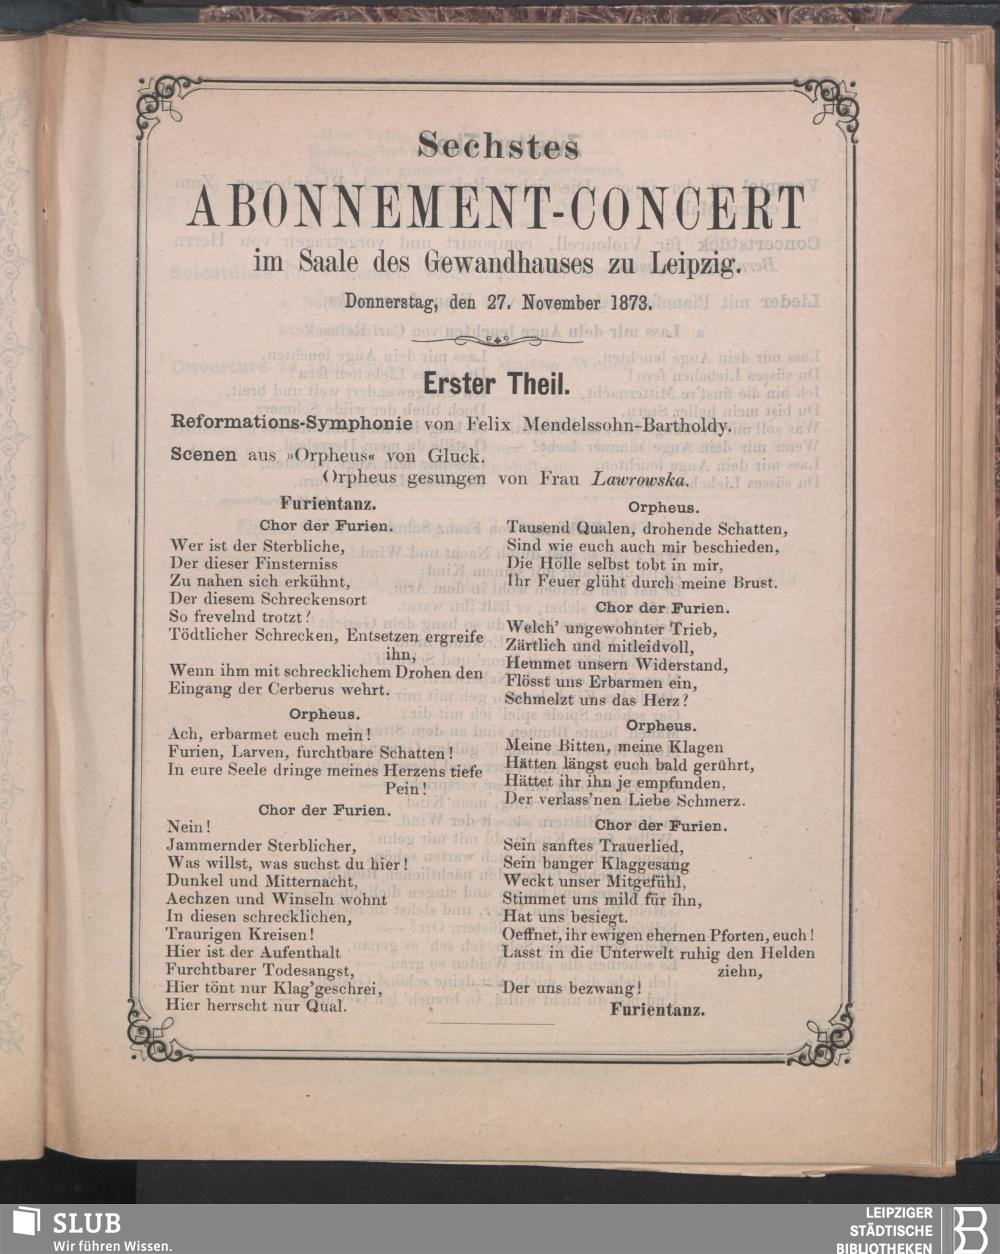 Sechstes
ABONNEMENT-CONCERT
im Saale des Gewandhauses zu Leipzig.
Donnerstag, den 27. November 1873.
Erster Theil.
Reformations-Symphonie von Felix Mendelssohn-Bartholdy.
Scenen aus »Orpheus« von Gluck.
Orpheus gesungen von Frau Lawrowska.
Furientanz.
Chor der Furien.
Wer ist der Sterbliche,
Der dieser Finsterniss
Zu nahen sich erkühnt,
Der diesem Schreckensort
So frevelnd trotzt?
Tödtlicher Schrecken, Entsetzen ergreife
ihn,
Wenn ihm mit schrecklichem Drohen den
Eingang der Cerberus wehrt.
Orpheus.
Ach, erbarmet euch mein!
Furien, Larven, furchtbare Schatten!
In eure Seele dringe meines Herzens tiefe
Pein!
Chor der Furien.
Nein!
Jammernder Sterblicher,
Was willst, was suchst du hier!
Dunkel und Mitternacht,
Aechzen und Winseln wohnt
In diesen schrecklichen,
Traurigen Kreisen!
Hier ist der Aufenthalt
Furchtbarer Todesangst,
Hier tönt nur Klag'geschrei,
Hier herrscht nur Qual.
Orpheus.
Tausend Qualen, drohende Schatten,
Sind wie euch auch mir beschieden,
Die Hölle selbst tobt in mir,
Ihr Feuer glüht durch meine Brust.
Chor der Furien.
Welch' ungewohnter Trieb,
Zärtlich und mitleidvoll,
Hemmet unsern Widerstand,
Flösst uns Erbarmen ein,
Schmelzt uns das Herz?
Orpheus.
Meine Bitten, meine Klagen
Hätten längst euch bald gerührt,
Hättet ihr ihn je empfunden,
Der verlass'nen Liebe Schmerz.
Chor der Furien.
Sein sanftes Trauerlied,
Sein banger Klaggesang
Weckt unser Mitgefühl,
Stimmet uns mild für ihn,
Hat uns besiegt.
Oeffnet, ihr ewigen ehernen Pforten, euch!
Lasst in die Unterwelt ruhig den Helden
ziehn,
Der uns bezwang!
Furientanz.
SLUB
Wir führen Wissen.
LEIPZIGER
STÄDTISCHE
BIBLIOTHEKEN